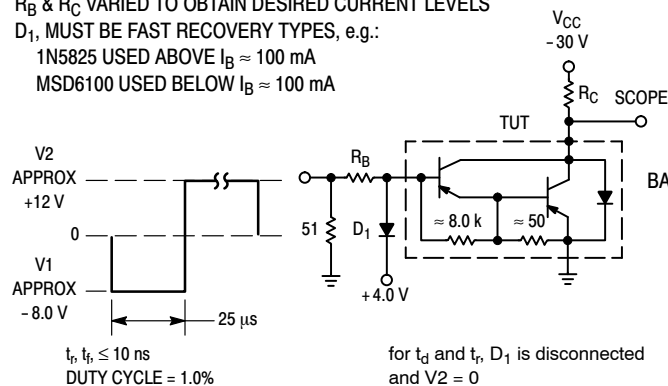 R_B & R_C VARIED TO OBTAIN DESIRED CURRENT LEVELS
D_1, MUST BE FAST RECOVERY TYPES, e.g.:
1N5825 USED ABOVE I_B ≈ 100 mA
MSD6100 USED BELOW I_B ≈ 100 mA
V_CC
- 30 V
R_C
SCOPE
TUT
V2
APPROX
+12 V
R_B
0
51
D_1
≈ 8.0 k
≈ 50
V1
APPROX
- 8.0 V
+ 4.0 V
25 μs
t_r, t_f, ≤ 10 ns
DUTY CYCLE = 1.0%
for t_d and t_r, D_1 is disconnected
and V2 = 0